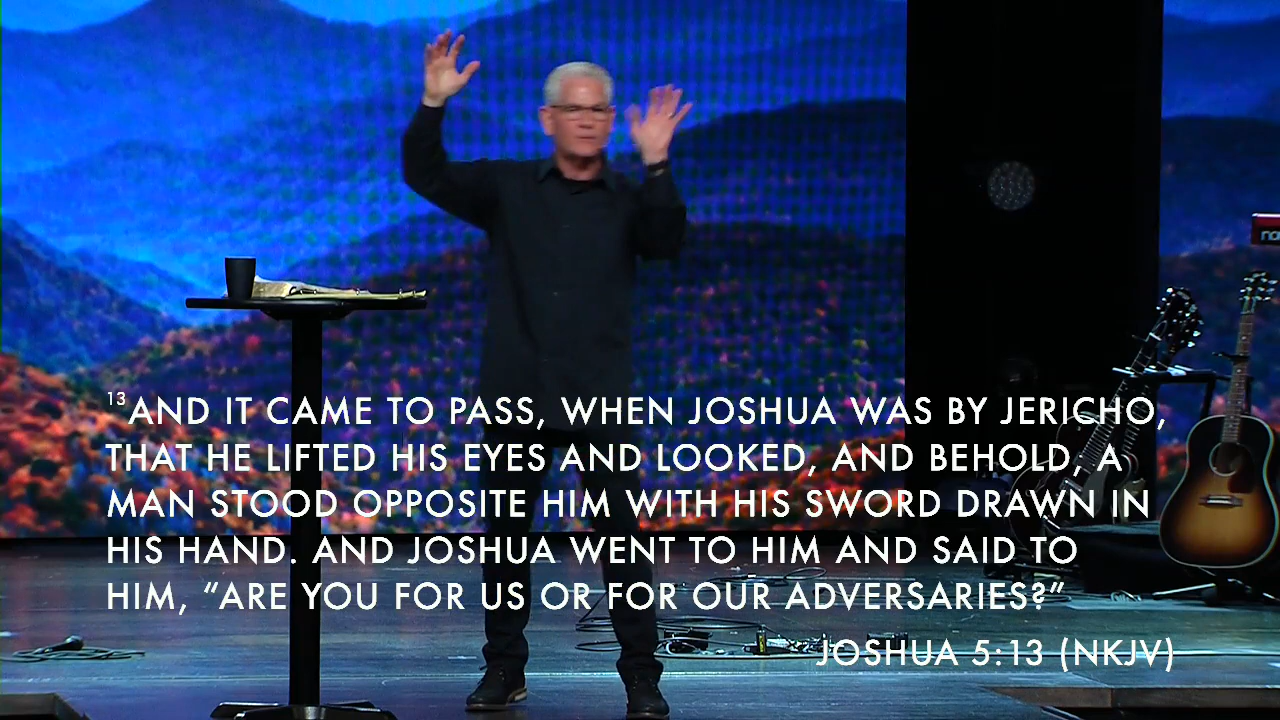 ¹³AND IT CAME TO PASS, WHEN JOSHUA WAS BY JERICHO,
THAT HE LIFTED HIS EYES AND LOOKED, AND BEHOLD, A
MAN STOOD OPPOSITE HIM WITH HIS SWORD DRAWN IN
HIS HAND. AND JOSHUA WENT TO HIM AND SAID TO
HIM, “ARE YOU FOR US OR FOR OUR ADVERSARIES?”
JOSHUA 5:13 (NKJV)